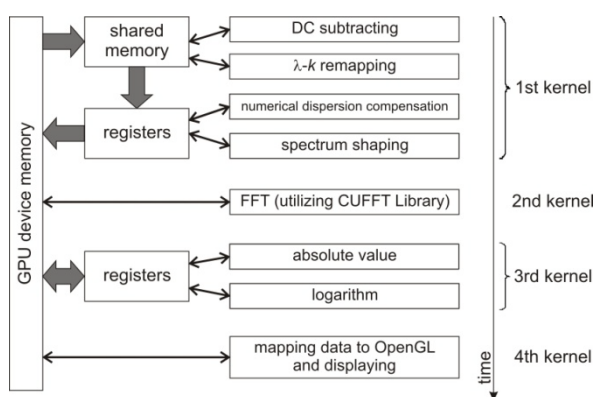 GPU device memory
shared
memory
DC subtracting
λ-k remapping
1st kernel
registers
numerical dispersion compensation
spectrum shaping
FFT (utilizing CUFFT Library)
2nd kernel
registers
absolute value
logarithm
3rd kernel
mapping data to OpenGL
and displaying
4th kernel
time